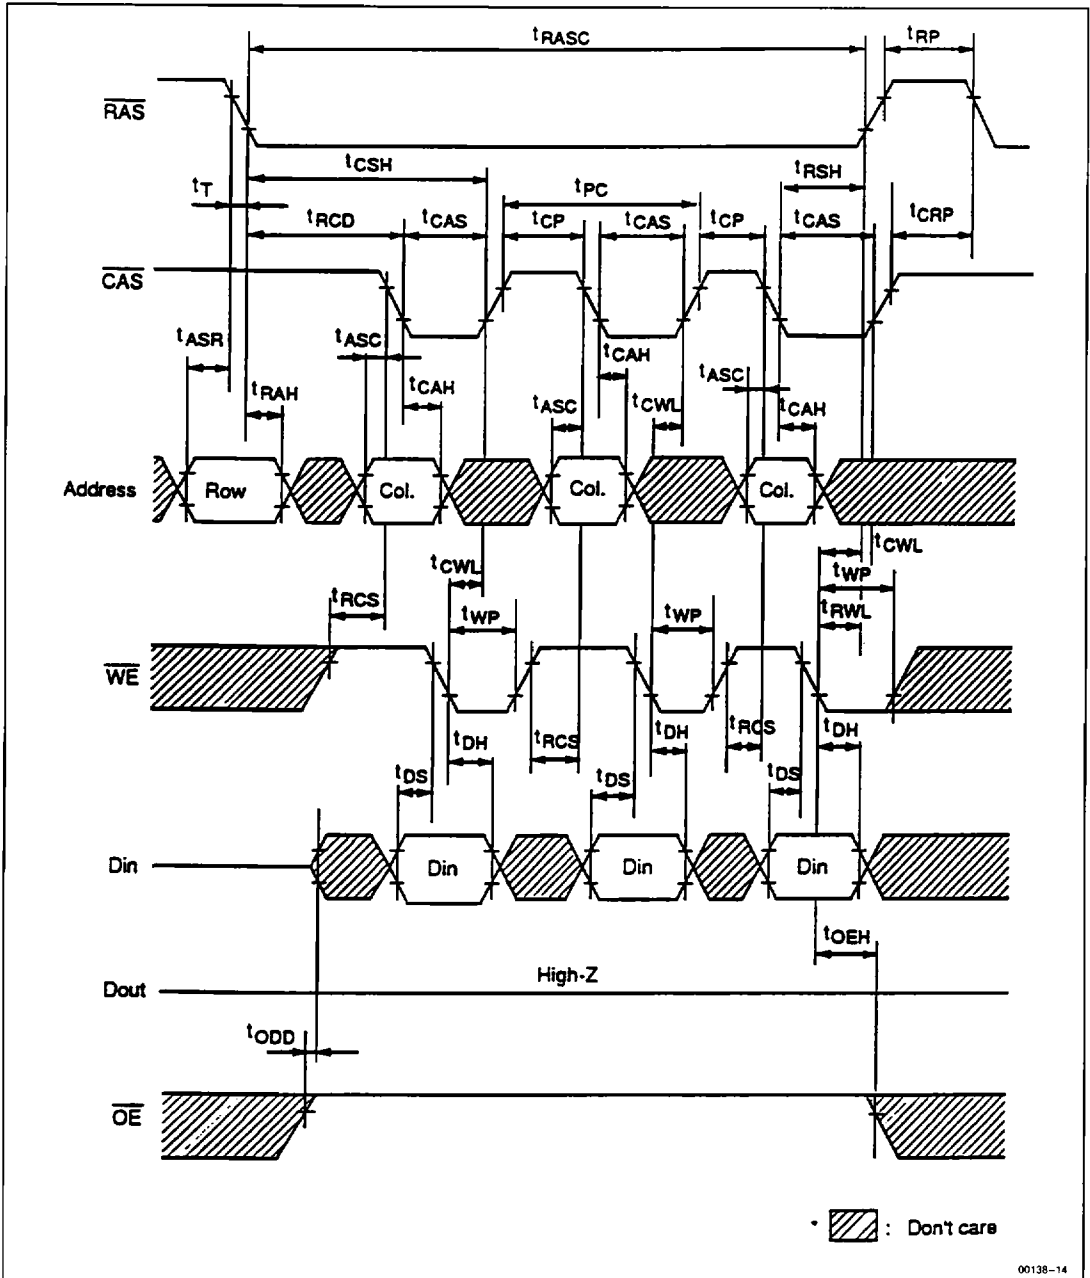 tRASC tRP
RAS
tCSH tRSH
tT tPC
tRCD tCAS tCP tCAS tCP tCAS tCRP
CAS
tASR tASC tCAH
tRAH tCAH tASC tCWL tASC tCAH
Address Row Col. Col. Col.
tCWL tCWL
tRCS tWP tWP tWP
tRWL
WE
tDH tRCS tDH tRCS tDH
tDS tDS tDS
Din Din Din Din
tOEH
Dout High-Z
tODD
OE
* : Don't care
00138-14